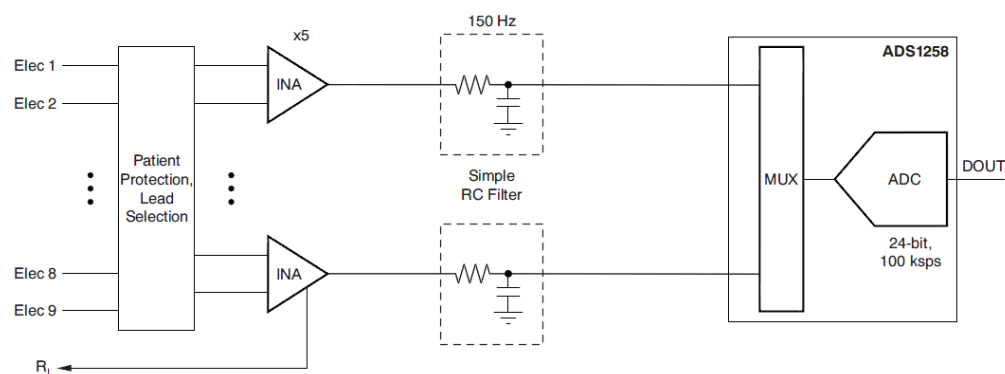 x5
150 Hz
ADS1258
Elec 1
Elec 2
INA
Patient
Protection,
Lead
Selection
Simple
RC Filter
MUX
ADC
DOUT
24-bit,
100 ksps
Elec 8
Elec 9
INA
R